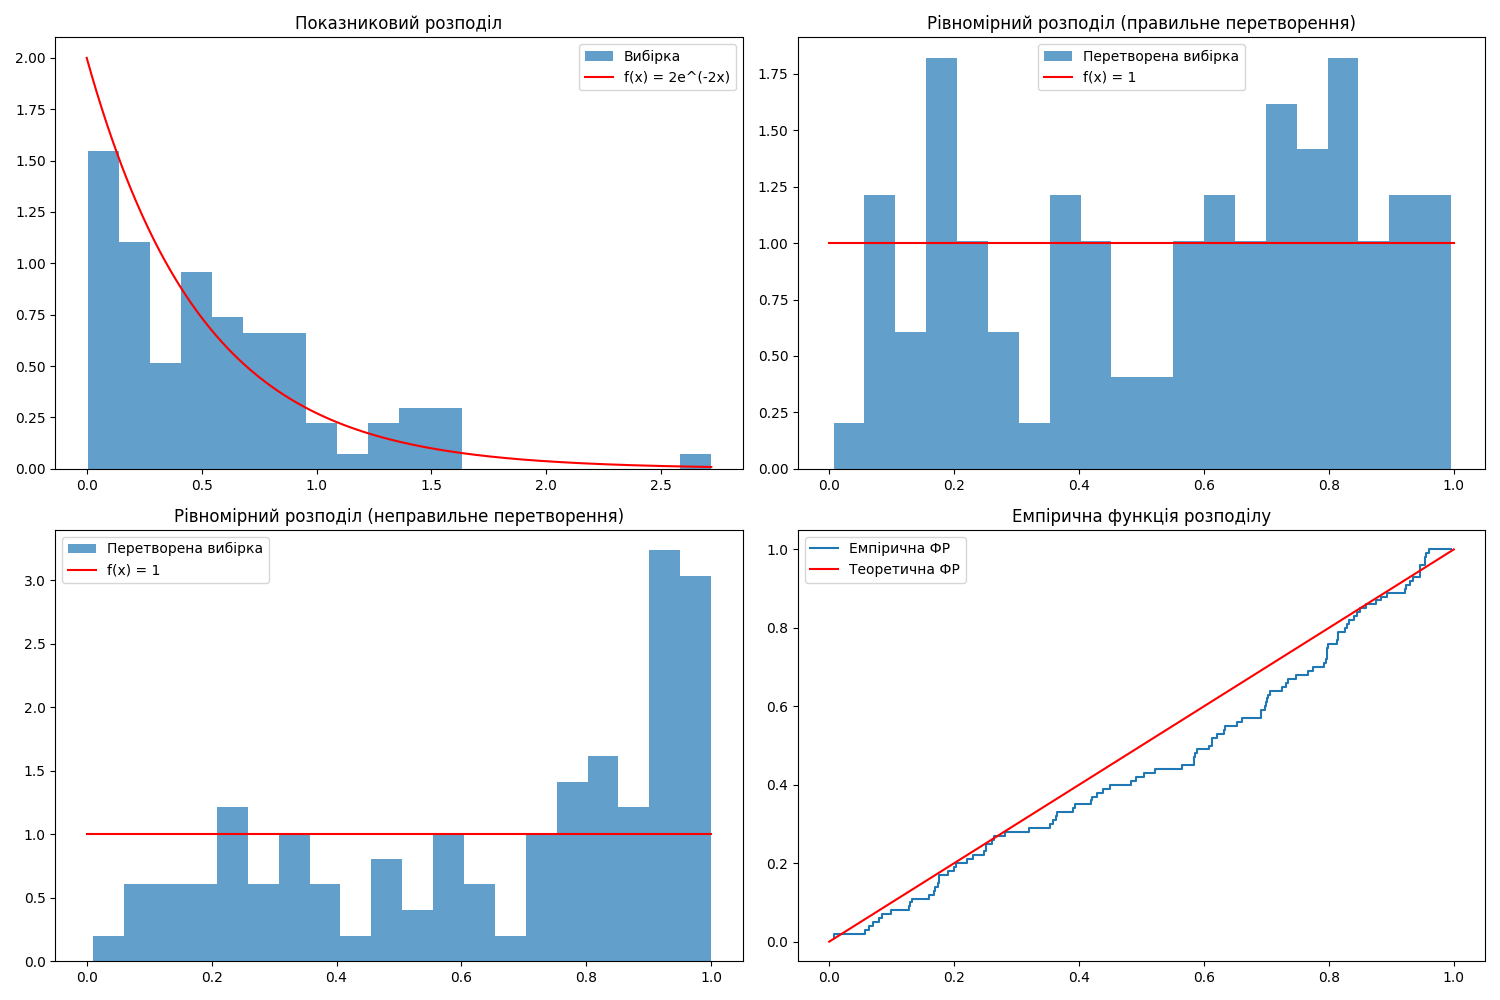 Показниковий розподіл
Вибірка
f(x) = 2e^(-2x)
2.00
1.75
1.50
1.25
1.00
0.75
0.50
0.25
0.00
0.0 0.5 1.0 1.5 2.0 2.5
Рівномірний розподіл (правильне перетворення)
Перетворена вибірка
f(x) = 1
1.75
1.50
1.25
1.00
0.75
0.50
0.25
0.00
0.0 0.2 0.4 0.6 0.8 1.0
Рівномірний розподіл (неправильне перетворення)
Перетворена вибірка
f(x) = 1
3.0
2.5
2.0
1.5
1.0
0.5
0.0
0.0 0.2 0.4 0.6 0.8 1.0
Емпірична функція розподілу
Емпірична ФР
Теоретична ФР
1.0
0.8
0.6
0.4
0.2
0.0
0.0 0.2 0.4 0.6 0.8 1.0